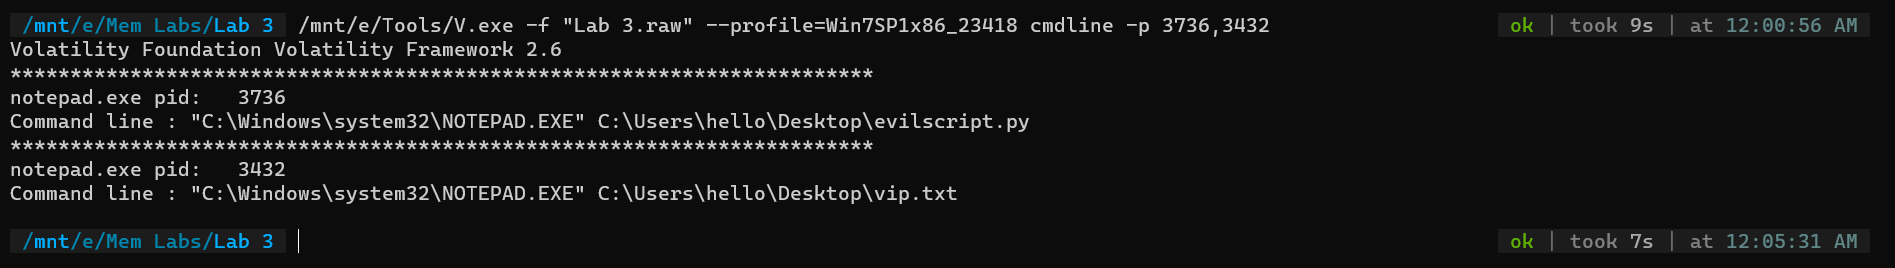 /mnt/e/Mem Labs/Lab 3 /mnt/e/Tools/V.exe -f "Lab 3.raw" --profile=Win7SP1x86_23418 cmdline -p 3736,3432 ok | took 9s | at 12:00:56 AM
Volatility Foundation Volatility Framework 2.6
************************************************************************
notepad.exe pid:   3736
Command line : "C:\Windows\system32\NOTEPAD.EXE" C:\Users\hello\Desktop\evilscript.py
************************************************************************
notepad.exe pid:   3432
Command line : "C:\Windows\system32\NOTEPAD.EXE" C:\Users\hello\Desktop\vip.txt
/mnt/e/Mem Labs/Lab 3 ok | took 7s | at 12:05:31 AM